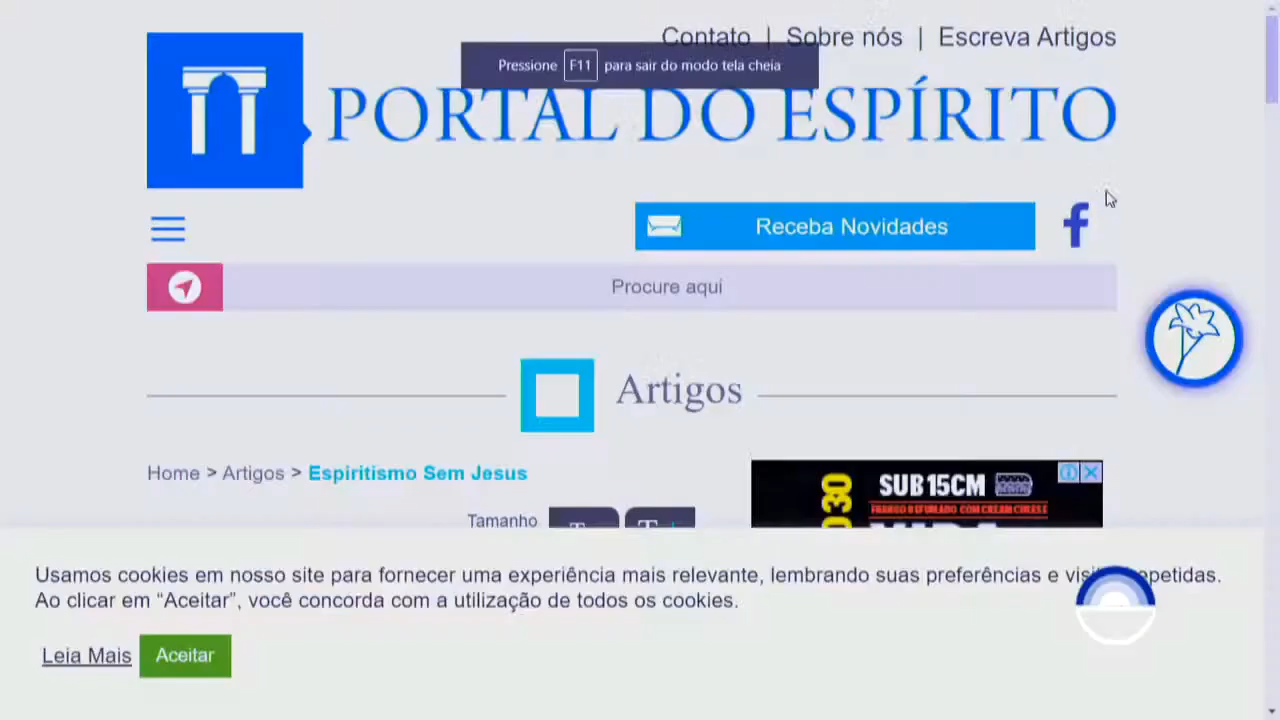 Contato | Sobre nós | Escreva Artigos
Pressione F11 para sair do modo tela cheia
PORTAL DO ESPÍRITO
Receba Novidades
Procure aqui
Artigos
Home > Artigos > Espiritismo Sem Jesus
SUB 15CM
Tamanho
Usamos cookies em nosso site para fornecer uma experiência mais relevante, lembrando suas preferências e
Ao clicar em “Aceitar”, você concorda com a utilização de todos os cookies.
Leia Mais Aceitar